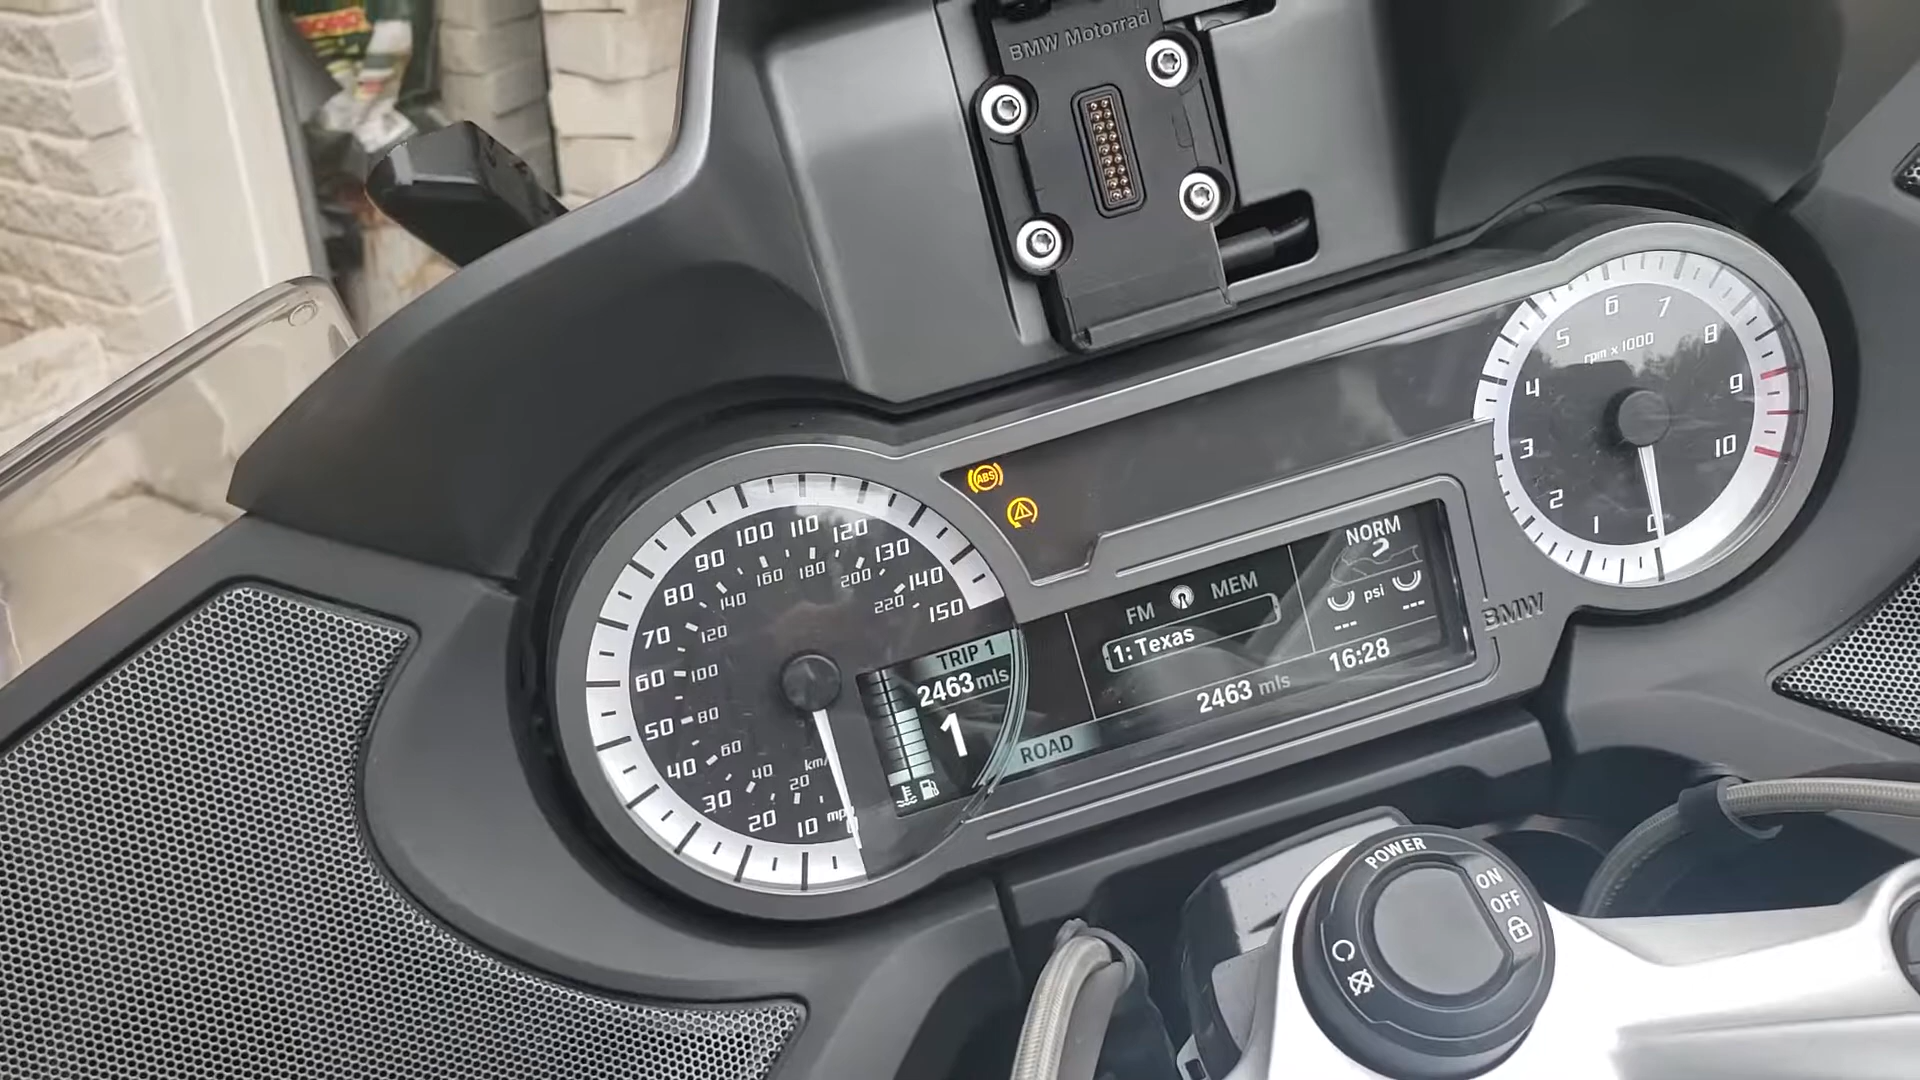 BMW Motorrad
5
6
7
8
9
10
4
3
2
1
0
rpm x 1000
ABS
100
110
120
130
140
150
90
80
70
60
50
40
30
20
10
160
180
200
220
140
120
100
80
60
40
20
km/
mph
TRIP 1
2463 mls
1
ROAD
FM
MEM
1: Texas
2463 mls
NORM
psi
---
---
16:28
BMW
POWER
ON
OFF